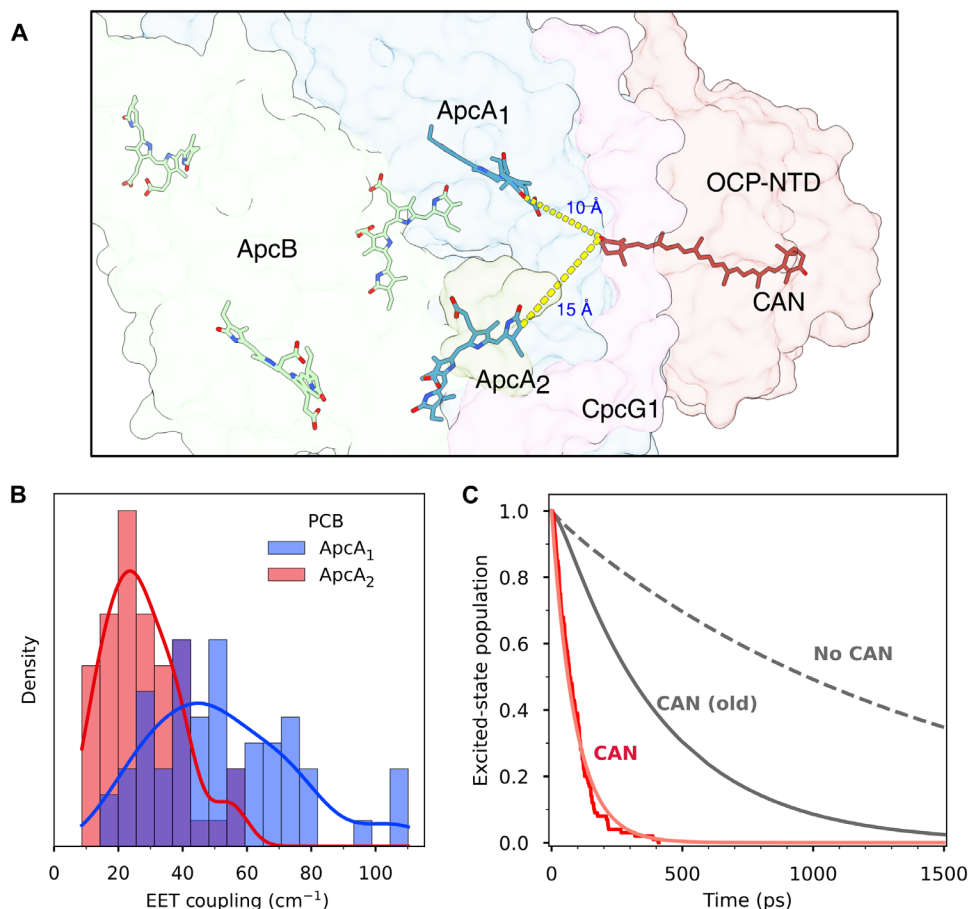 A
ApcA1
OCP-NTD
10 Å
ApcB
CAN
15 Å
ApcA2
CpcG1
B
PCB
ApcA1
ApcA2
Density
20 40 60 80 100
EET coupling (cm−1)
C
1.0
0.8
0.6
0.4
0.2
0.0
Excited-state population
No CAN
CAN (old)
CAN
0 500 1000 1500
Time (ps)